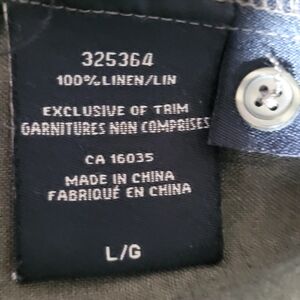 325364
100% LINEN/LIN
EXCLUSIVE OF TRIM
GARNITURES NON COMPRISES
CA 16035
MADE IN CHINA
FABRIQUÉ EN CHINA
L/G